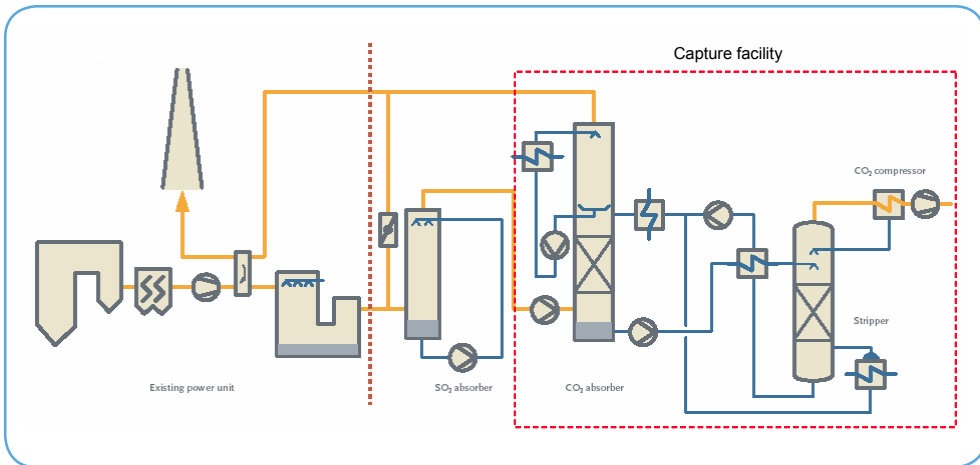 Capture facility
CO₂ compressor
Stripper
Existing power unit
SO₂ absorber
CO₂ absorber